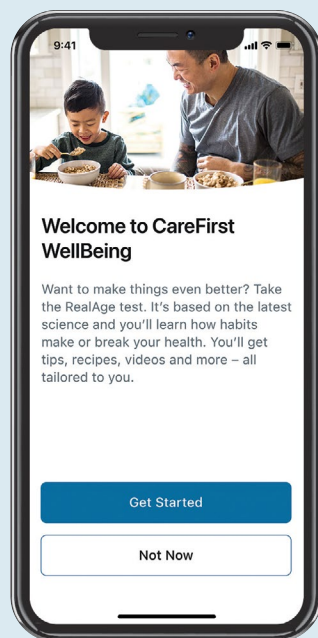 9:41
Welcome to CareFirst
WellBeing
Want to make things even better? Take
the RealAge test. It’s based on the latest
science and you’ll learn how habits
make or break your health. You’ll get
tips, recipes, videos and more – all
tailored to you.
Get Started
Not Now